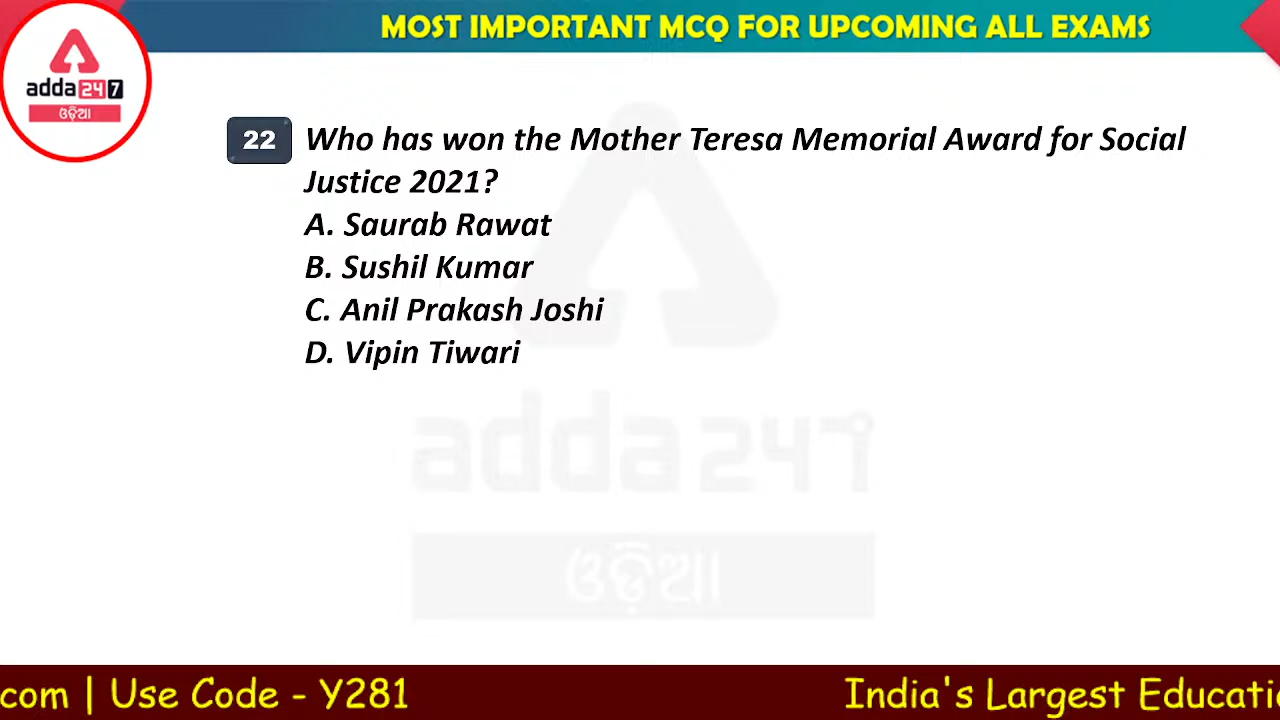 MOST IMPORTANT MCQ FOR UPCOMING ALL EXAMS
adda 247
ଓଡ଼ିଆ
22 Who has won the Mother Teresa Memorial Award for Social
Justice 2021?
A. Saurab Rawat
B. Sushil Kumar
C. Anil Prakash Joshi
D. Vipin Tiwari
adda247
ଓଡ଼ିଆ
.com | Use Code - Y281 India's Largest Educatio